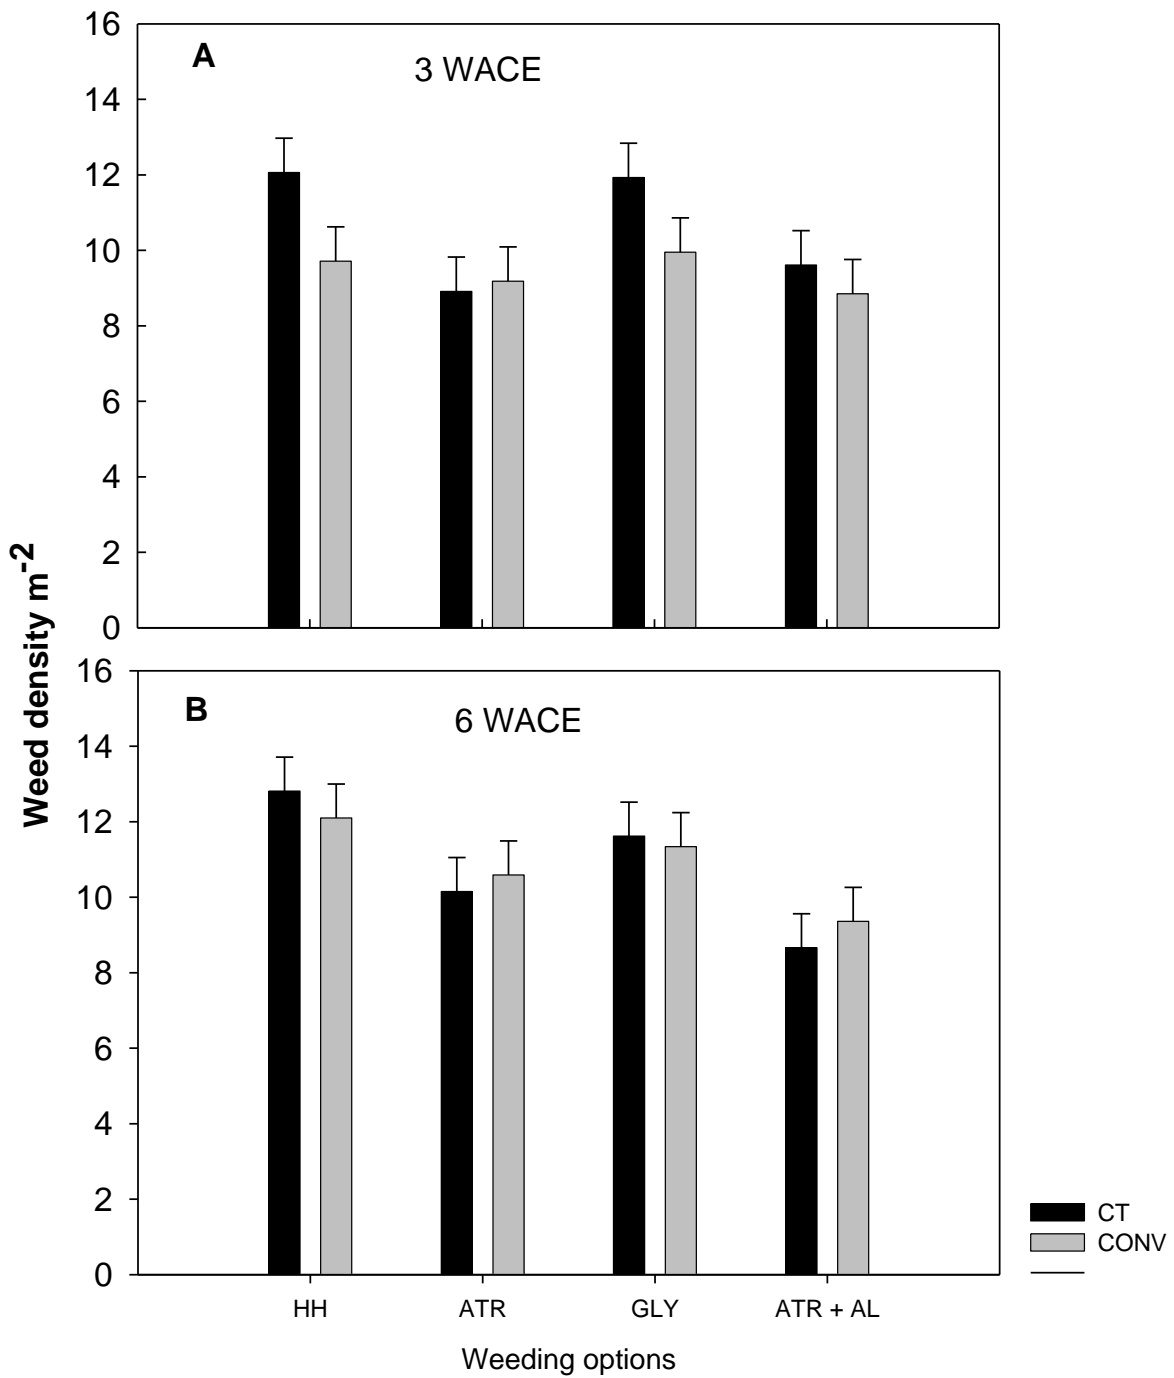 16
A
3 WACE
14
12
10
8
6
4
2
0
Weed density m-2
16
B
6 WACE
14
12
10
8
6
4
2
0
CT
CONV
HH ATR GLY ATR + AL
Weeding options